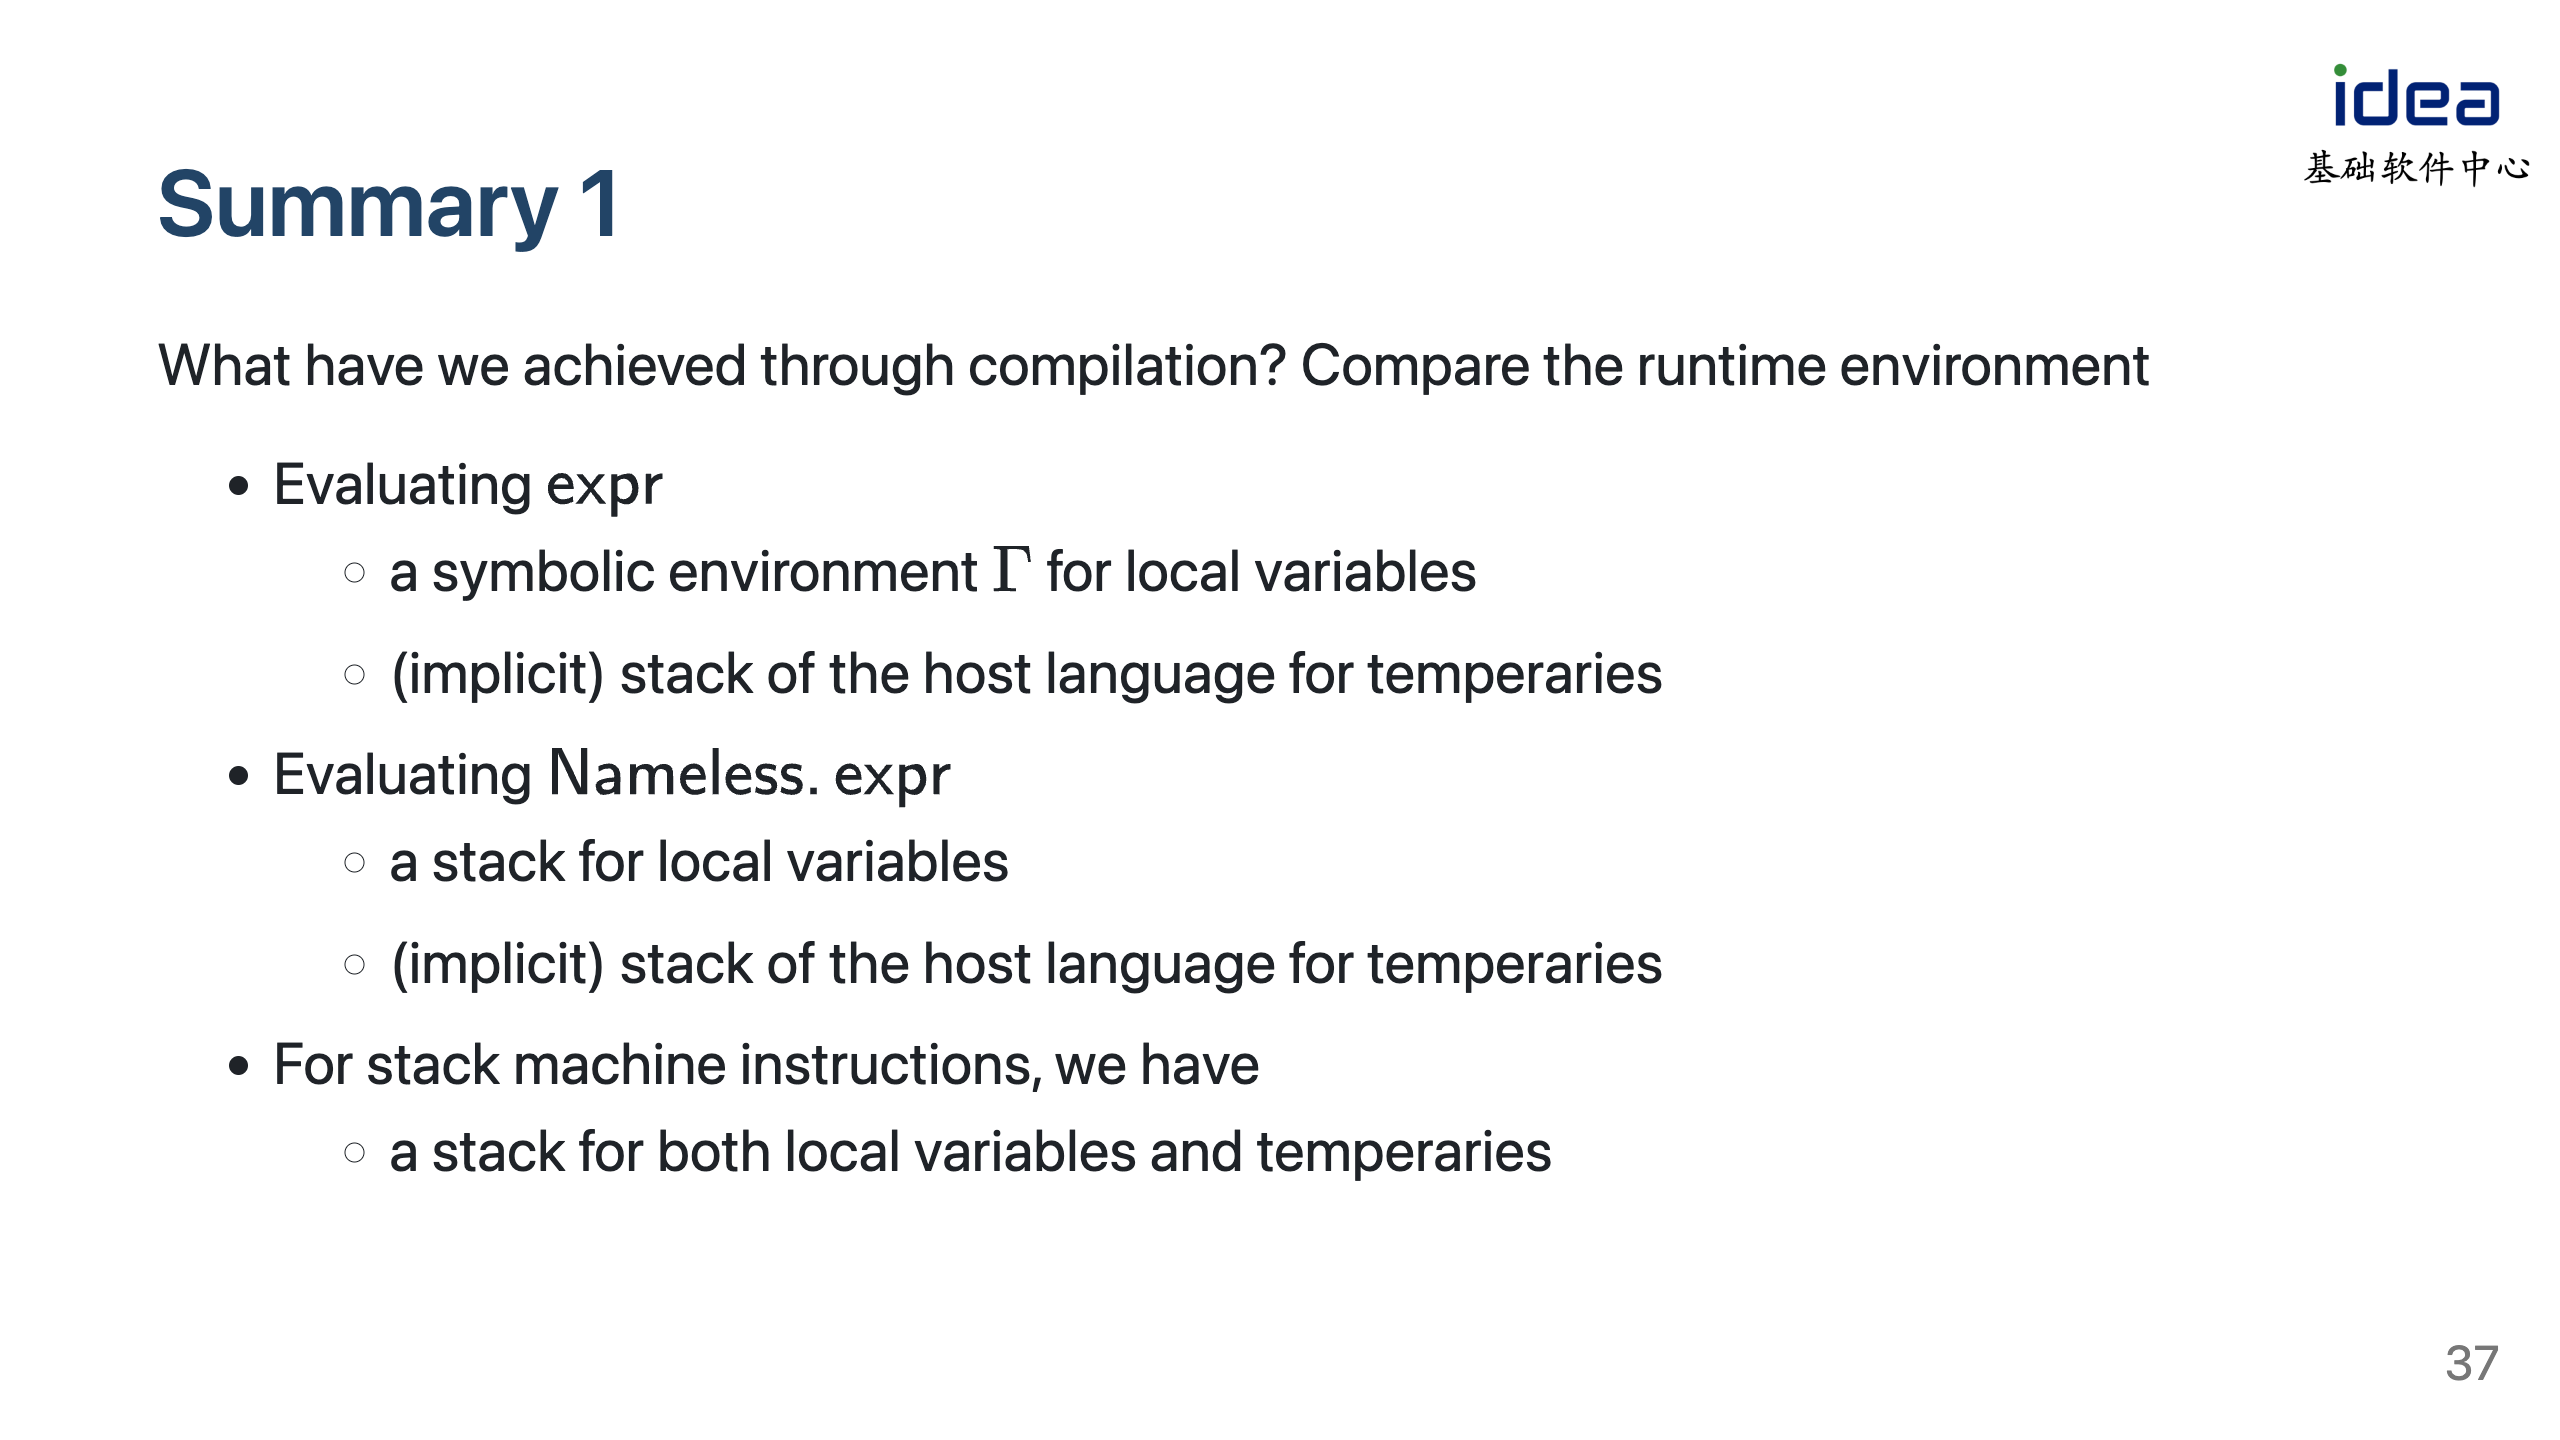 idea
基础软件中心
Summary 1
What have we achieved through compilation? Compare the runtime environment
• Evaluating expr
○ a symbolic environment Γ for local variables
○ (implicit) stack of the host language for temperaries
• Evaluating Nameless. expr
○ a stack for local variables
○ (implicit) stack of the host language for temperaries
• For stack machine instructions, we have
○ a stack for both local variables and temperaries
37